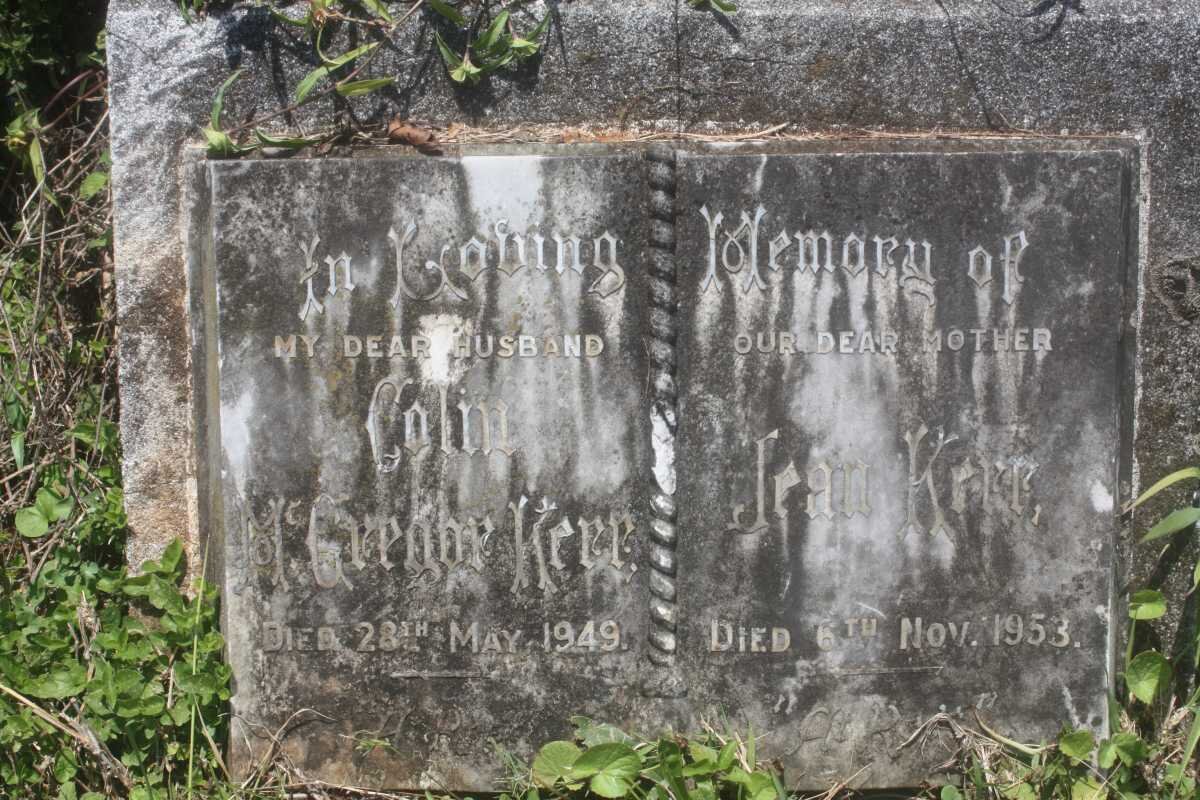 In Loving Memory of
MY DEAR HUSBAND
Colin
McGregor Kerr.
DIED 28TH MAY 1949.
OUR DEAR MOTHER
Jean Kerr,
DIED 6TH NOV. 1953.